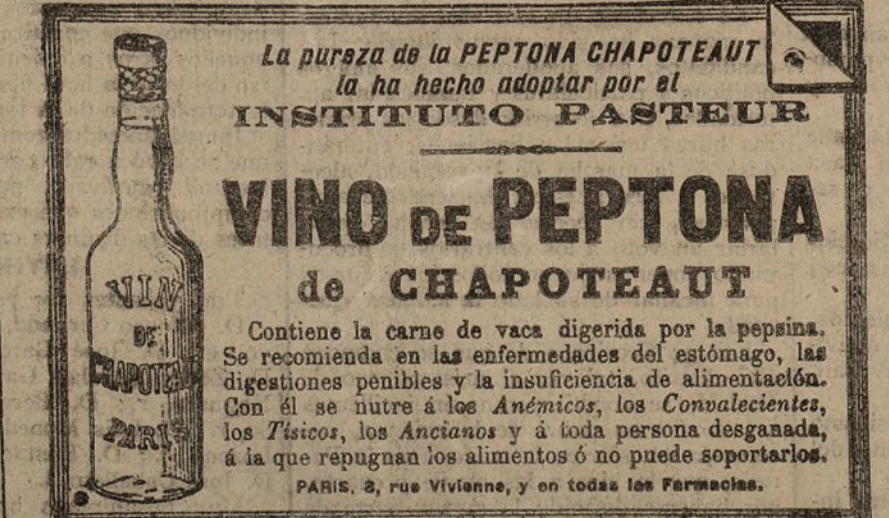 La pureza de la PEPTONA CHAPOTEAUT
la ha hecho adoptar por el
INSTITUTO PASTEUR
VINO DE PEPTONA
de CHAPOTEAUT
Contiene la carne de vaca digerida por la pepsina.
Se recomienda en las enfermedades del estómago, las
digestiones penibles y la insuficiencia de alimentación.
Con él se nutre á los Anémicos, los Convalecientes,
los Tísicos, los Ancianos y á toda persona desganada,
á la que repugnan los alimentos ó no puede soportarlos.
PARIS, 8, rue Vivienne, y en todas las Farmacias.
VIN
DE
CHAPOTEAUT
PARIS